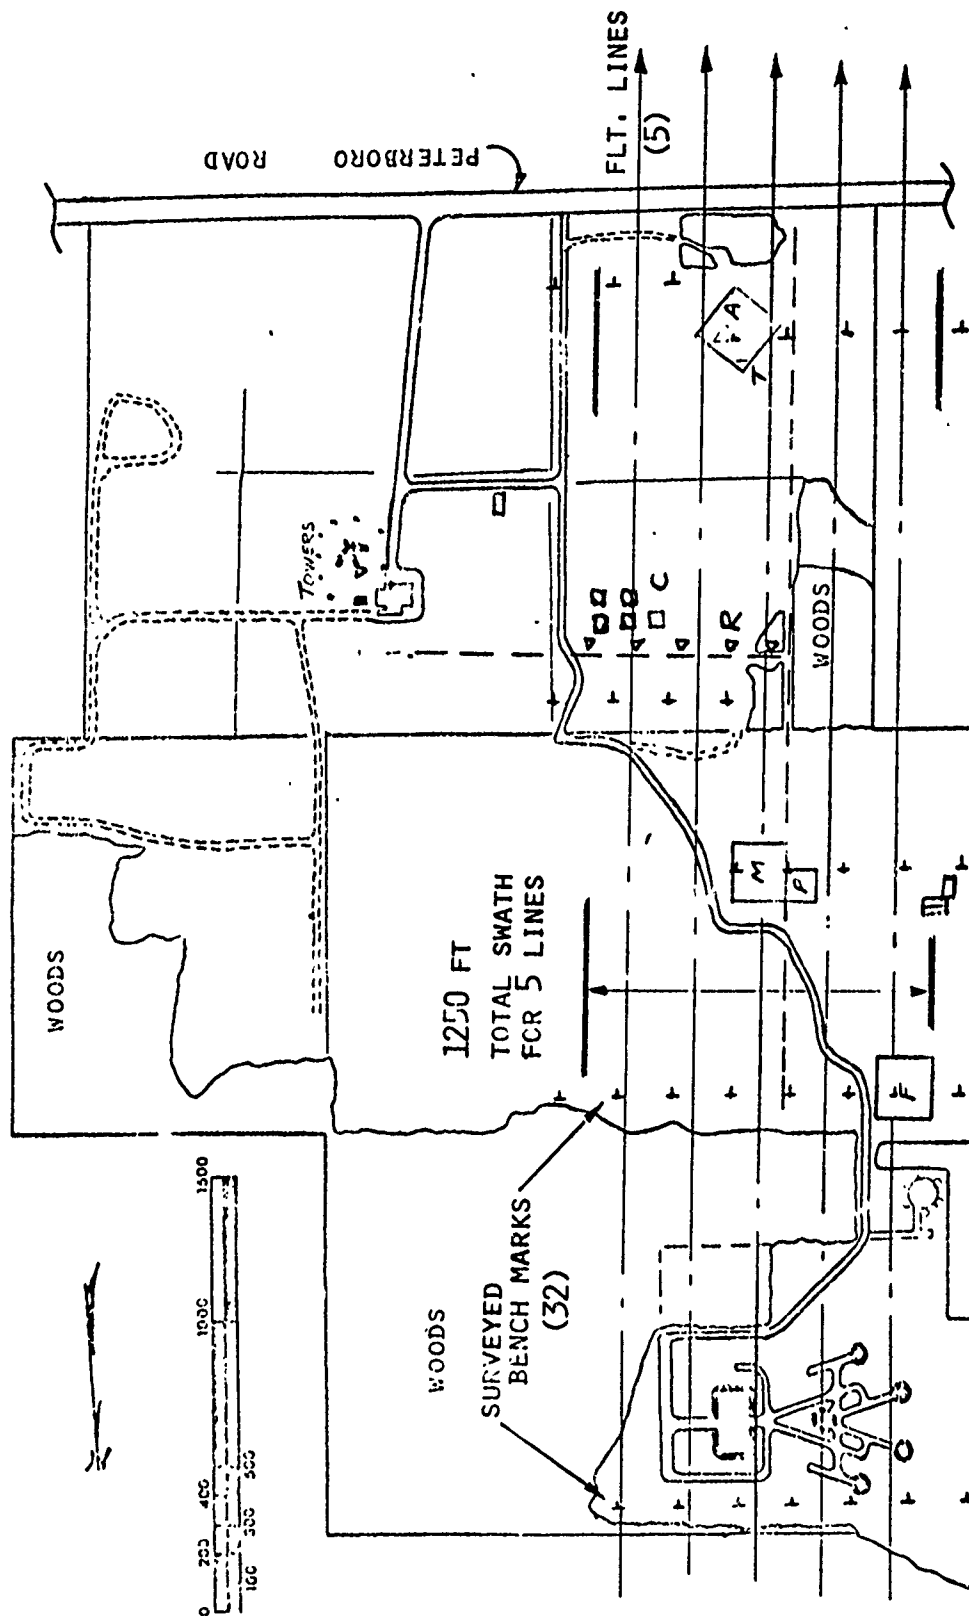 PETERBORO ROAD
FLT. LINES
(5)
TOWERS
A
T
C
R
WOODS
M
P
WOODS
1250 FT
TOTAL SWATH
FCR 5 LINES
F
SURVEYED
BENCH MARKS
(32)
WOODS
0
200
400
1000
1500
100
300
500